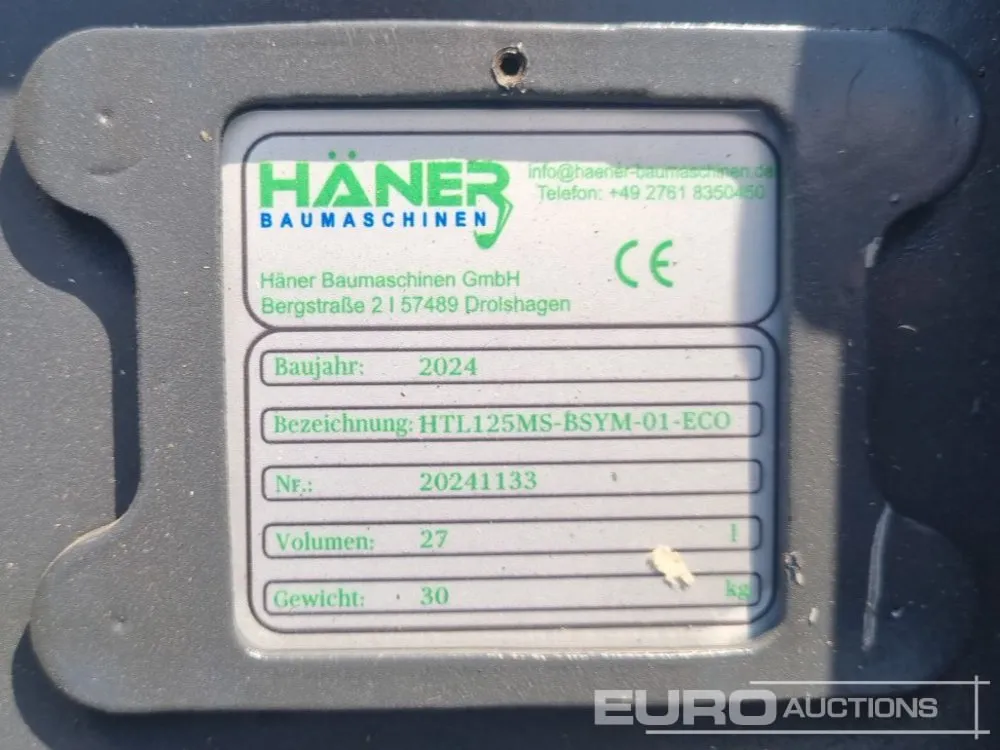 HÄNER
BAUMASCHINEN
info@haener-baumaschinen.de
Telefon: +49 2761 8350450
CE
Häner Baumaschinen GmbH
Bergstraße 2 I 57489 Drolshagen
Baujahr: 2024
Bezeichnung: HTL125MS-BSYM-01-ECO
Nr.: 20241133
Volumen: 27 l
Gewicht: 30 kg
EURO AUCTIONS